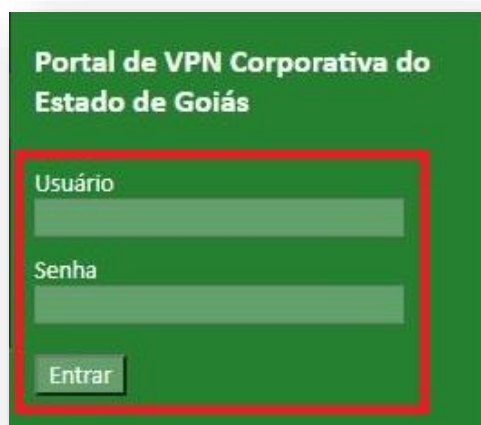 Portal de VPN Corporativa do
Estado de Goiás
Usuário
Senha
Entrar